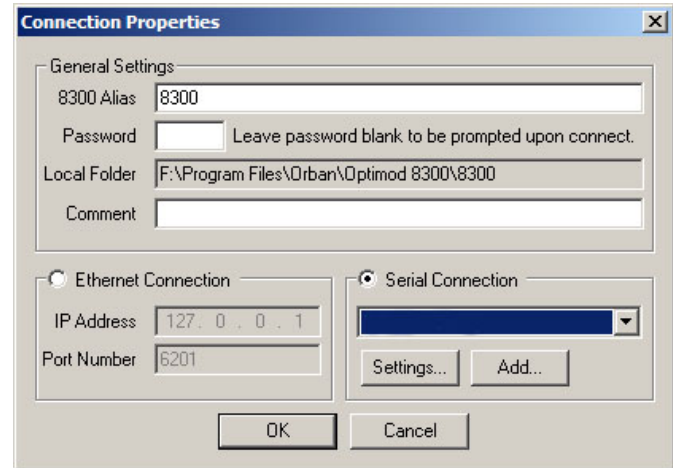 Connection Properties
General Settings
8300 Alias 8300
Password Leave password blank to be prompted upon connect.
Local Folder F:\Program Files\Orban\Optimod 8300\8300
Comment
Ethernet Connection
IP Address 127. 0 . 0 . 1
Port Number 6201
Serial Connection
Settings... Add...
OK Cancel